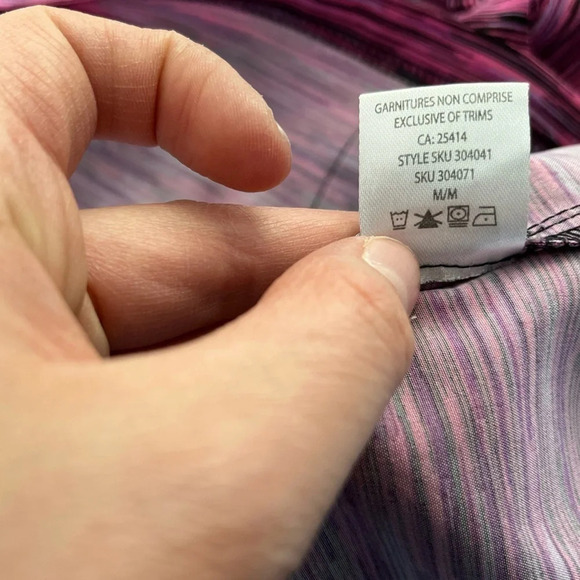 GARNITURES NON COMPRISE
EXCLUSIVE OF TRIMS
CA: 25414
STYLE SKU 304041
SKU 304071
M/M